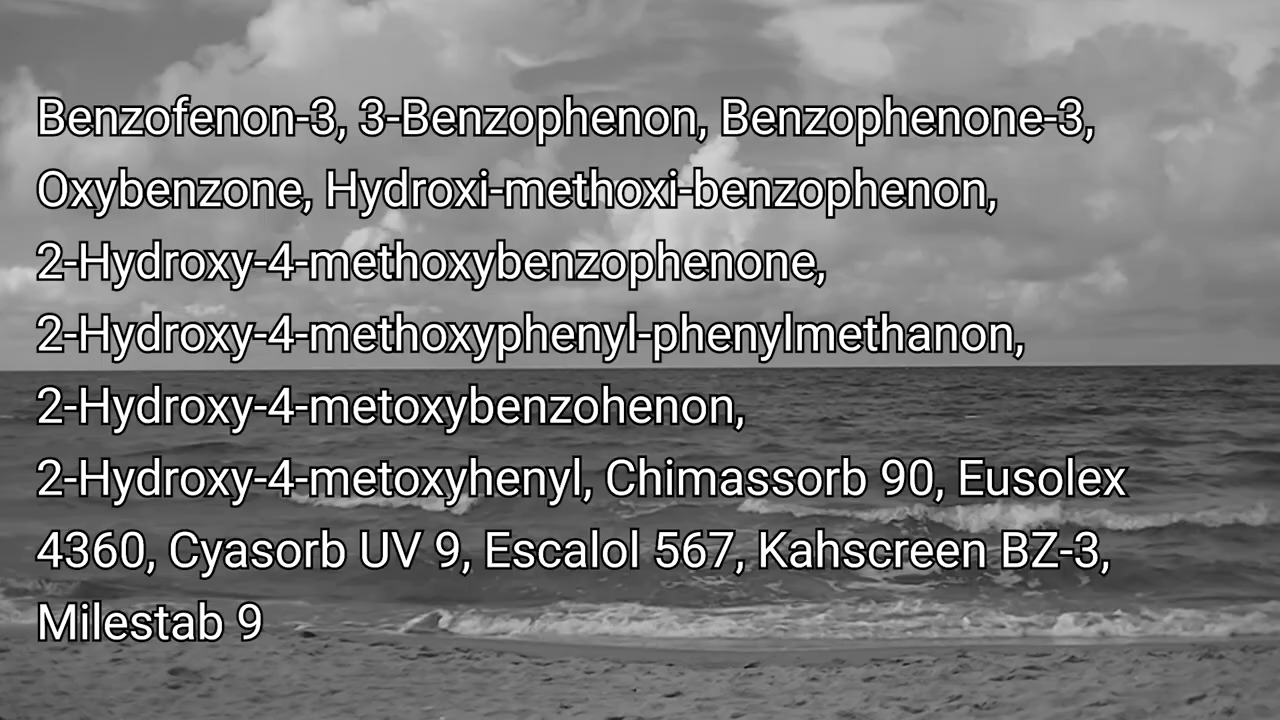 Benzofenon-3, 3-Benzophenon, Benzophenone-3,
Oxybenzone, Hydroxi-methoxi-benzophenon,
2-Hydroxy-4-methoxybenzophenone,
2-Hydroxy-4-methoxyphenyl-phenylmethanon,
2-Hydroxy-4-metoxybenzohenon,
2-Hydroxy-4-metoxyhenyl, Chimassorb 90, Eusolex
4360, Cyasorb UV 9, Escalol 567, Kahscreen BZ-3,
Milestab 9